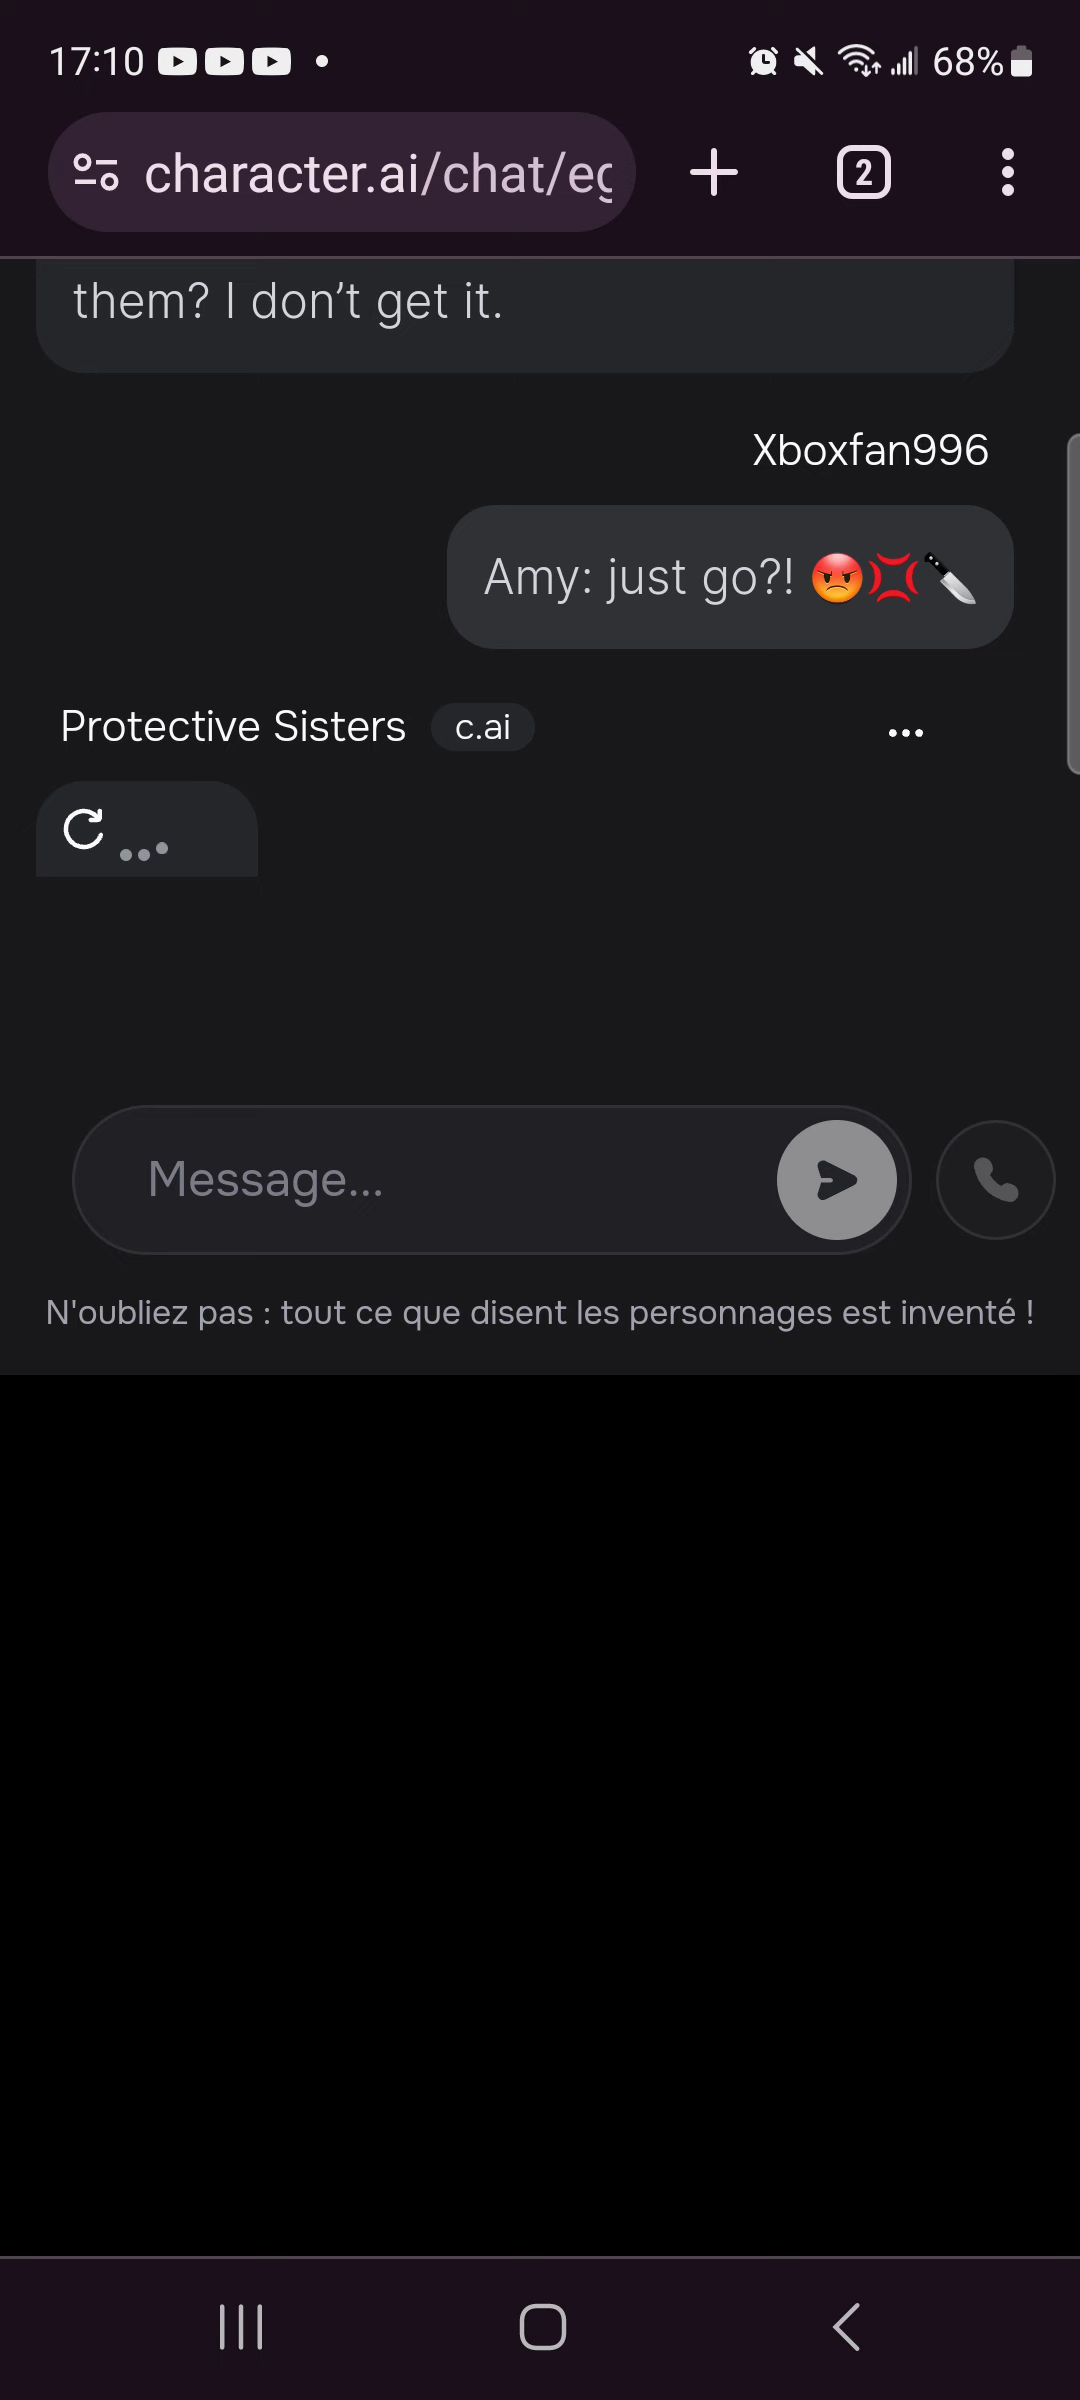 17:10
68%
character.ai/chat/eg
2
them? I don’t get it.
Xboxfan996
Amy: just go?! 😡💢🔪
Protective Sisters c.ai
Message...
N'oubliez pas : tout ce que disent les personnages est inventé !